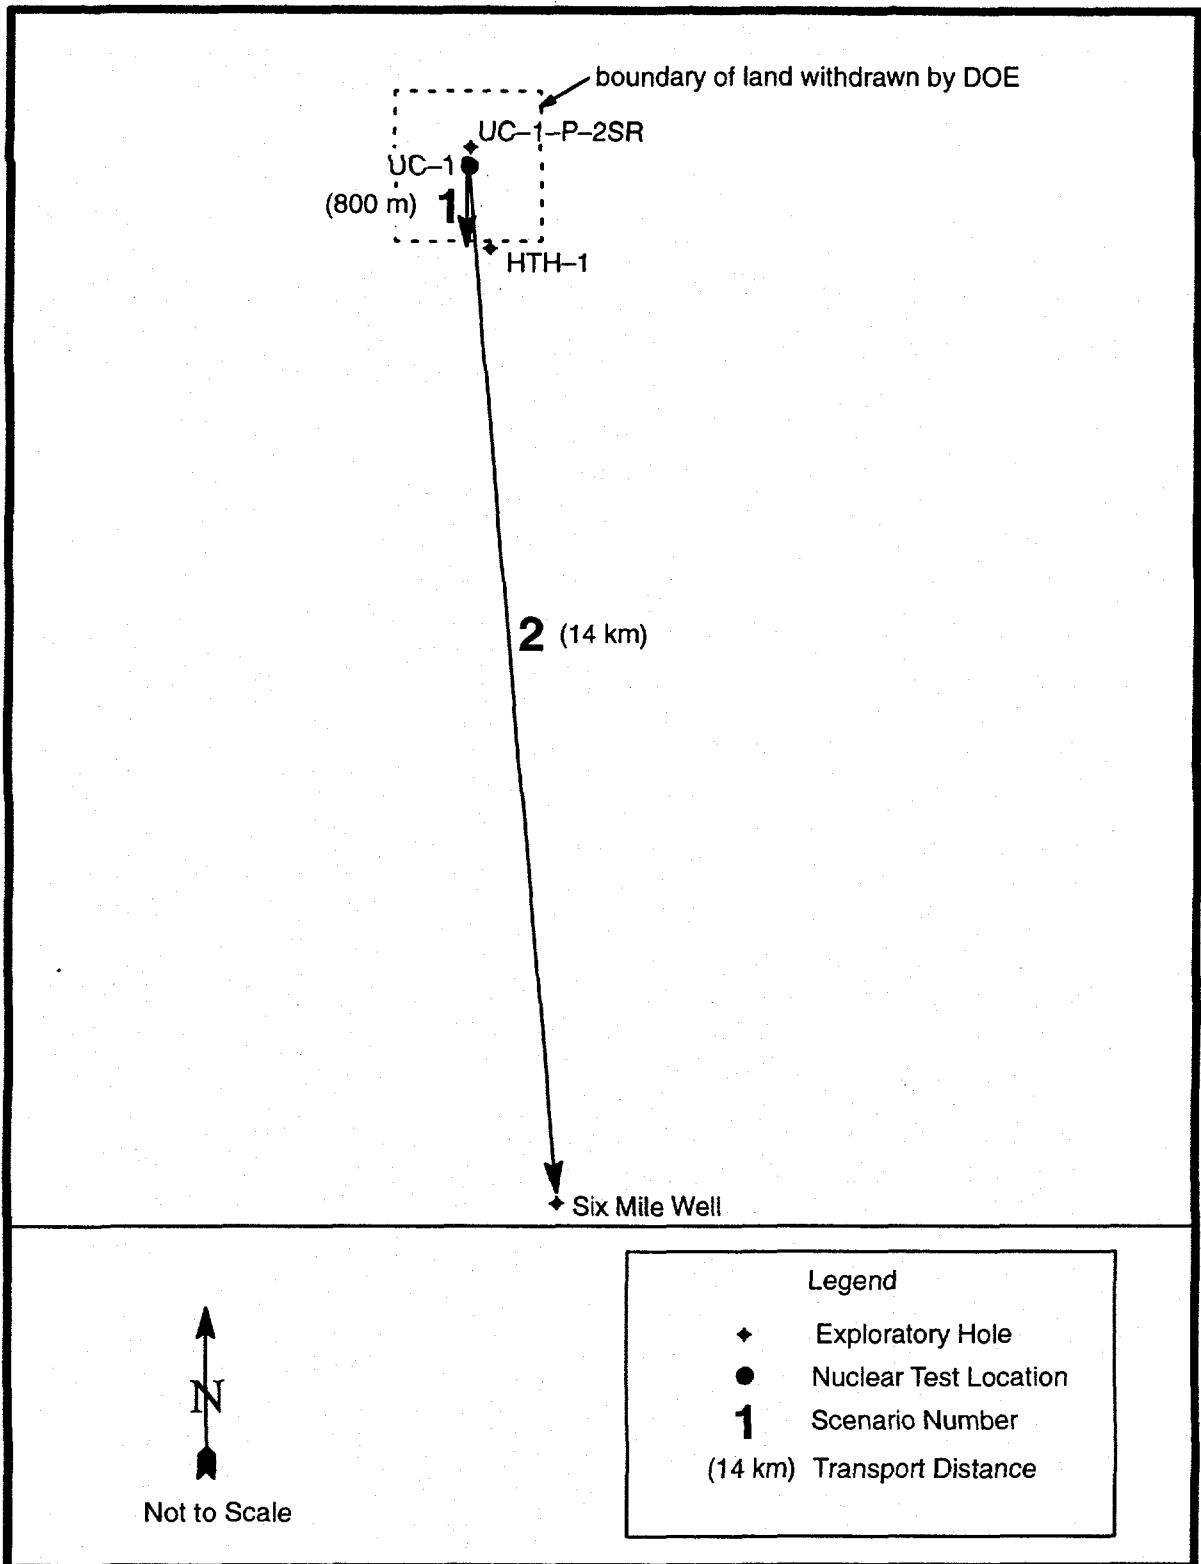 boundary of land withdrawn by DOE
UC–1–P–2SR
UC–1
(800 m) 1
HTH–1
2 (14 km)
Six Mile Well
N
Not to Scale
Legend
Exploratory Hole
Nuclear Test Location
1 Scenario Number
(14 km) Transport Distance